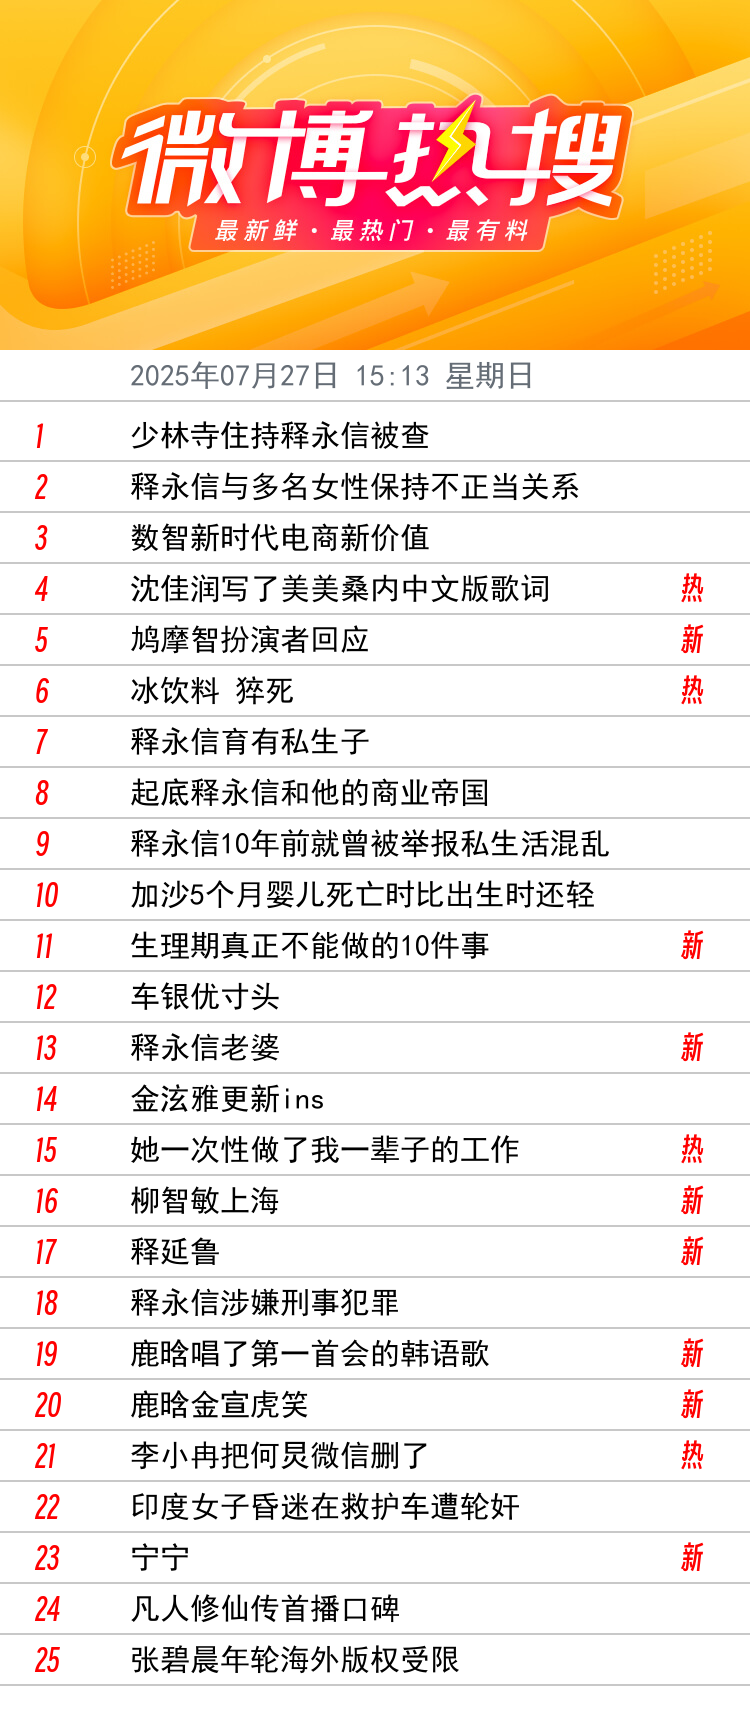 微博热搜
最新鲜·最热门·最有料
2025年07月27日 15:13 星期日
1 少林寺住持释永信被查
2 释永信与多名女性保持不正当关系
3 数智新时代电商新价值
4 沈佳润写了美美桑内中文版歌词 热
5 鸠摩智扮演者回应 新
6 冰饮料 猝死 热
7 释永信育有私生子
8 起底释永信和他的商业帝国
9 释永信10年前就曾被举报私生活混乱
10 加沙5个月婴儿死亡时比出生时还轻
11 生理期真正不能做的10件事 新
12 车银优寸头
13 释永信老婆 新
14 金泫雅更新ins
15 她一次性做了我一辈子的工作 热
16 柳智敏上海 新
17 释延鲁 新
18 释永信涉嫌刑事犯罪
19 鹿晗唱了第一首会的韩语歌 新
20 鹿晗金宣虎笑 新
21 李小冉把何炅微信删了 热
22 印度女子昏迷在救护车遭轮奸
23 宁宁 新
24 凡人修仙传首播口碑
25 张碧晨年轮海外版权受限